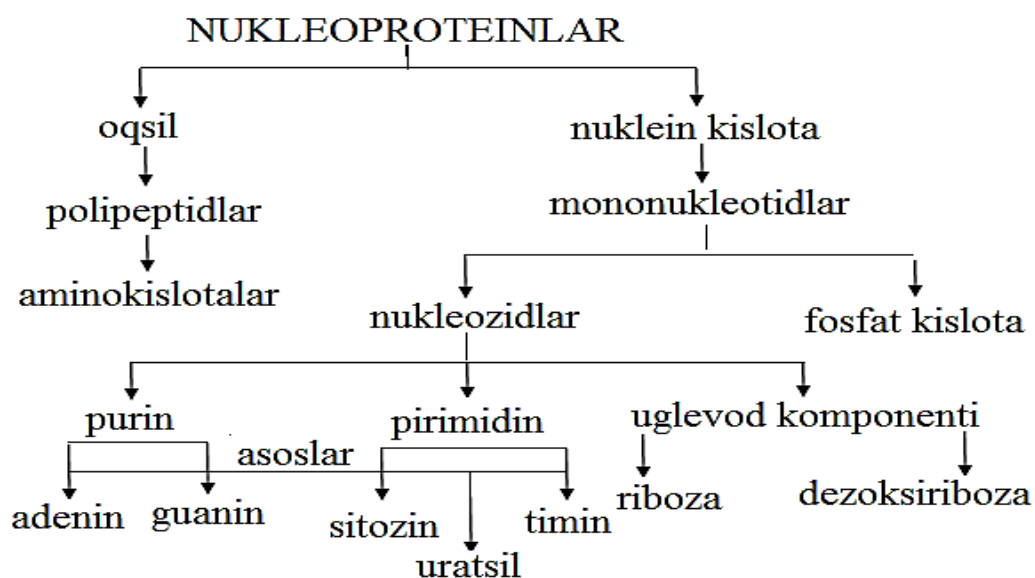 NUKLEOPROTEINLAR
oqsil
nuklein kislota
polipeptidlar
mononukleotidlar
aminokislotalar
nukleozidlar
fosfat kislota
purin
pirimidin
uglevod komponenti
asoslar
adenin
guanin
sitozin
timin
riboza
dezoksiriboza
uratsil